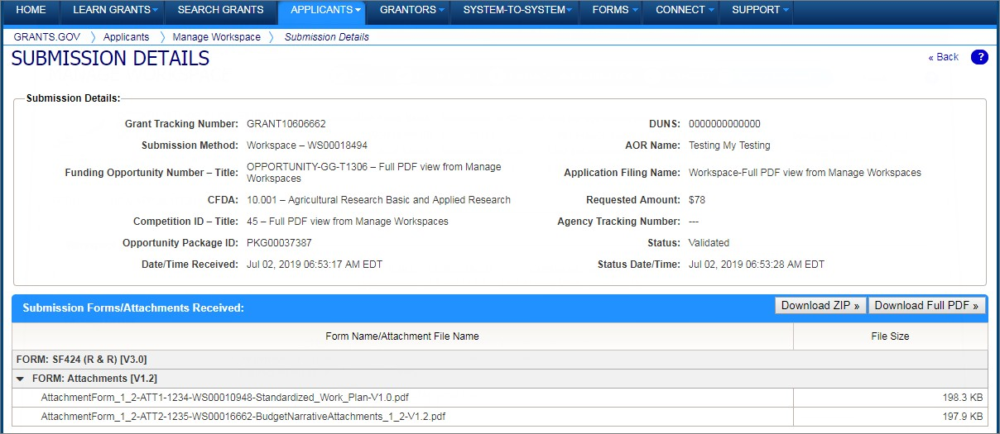 HOME LEARN GRANTS SEARCH GRANTS APPLICANTS GRANTORS SYSTEM-TO-SYSTEM FORMS CONNECT SUPPORT
GRANTS.GOV Applicants Manage Workspace Submission Details
SUBMISSION DETAILS
« Back ?
Submission Details:
Grant Tracking Number: GRANT10606662 DUNS: 0000000000000
Submission Method: Workspace – WS00018494 AOR Name: Testing My Testing
Funding Opportunity Number – Title: OPPORTUNITY-GG-T1306 – Full PDF view from Manage
Workspaces
Application Filing Name: Workspace-Full PDF view from Manage Workspaces
CFDA: 10.001 – Agricultural Research Basic and Applied Research Requested Amount: $78
Competition ID – Title: 45 – Full PDF view from Manage Workspaces Agency Tracking Number: ---
Opportunity Package ID: PKG00037387 Status: Validated
Date/Time Received: Jul 02, 2019 06:53:17 AM EDT Status Date/Time: Jul 02, 2019 06:53:28 AM EDT
Submission Forms/Attachments Received: Download ZIP » Download Full PDF »
Form Name/Attachment File Name File Size
FORM: SF424 (R & R) [V3.0]
FORM: Attachments [V1.2]
AttachmentForm_1_2-ATT1-1234-WS00010948-Standardized_Work_Plan-V1.0.pdf 198.3 KB
AttachmentForm_1_2-ATT2-1235-WS00016662-BudgetNarrativeAttachments_1_2-V1.2.pdf 197.9 KB